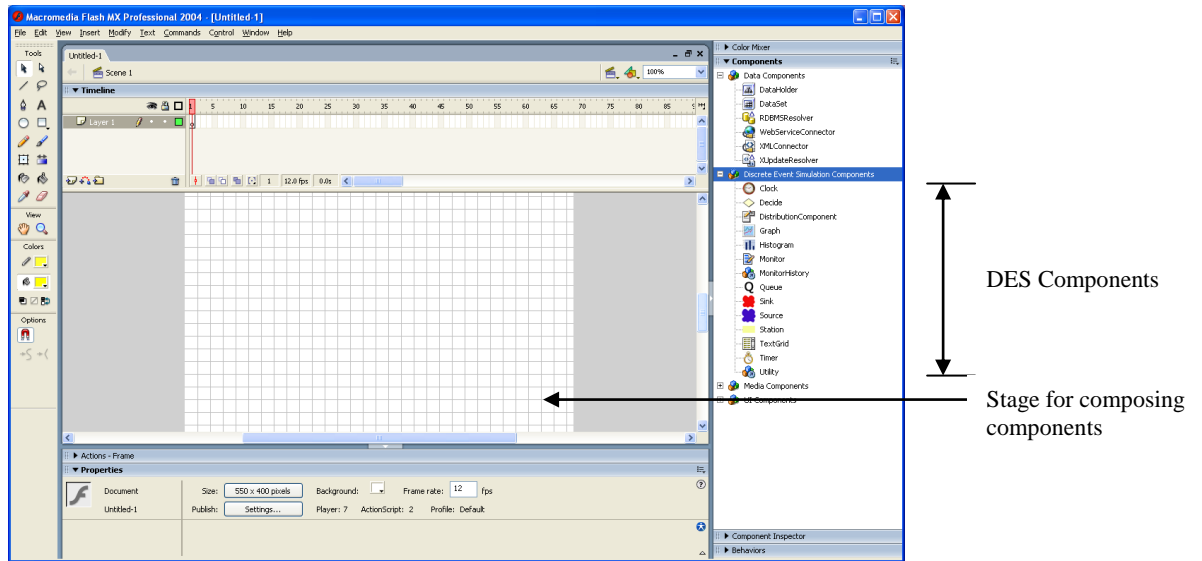 Macromedia Flash MX Professional 2004 - [Untitled-1]
File Edit View Insert Modify Text Commands Control Window Help
Tools
View
Colors
Options
Untitled-1
Scene 1
100%
Timeline
1 5 10 15 20 25 30 35 40 45 50 55 60 65 70 75 80 85 9
Layer 1
1 12.0 fps 0.0s
Actions - Frame
Properties
Document
Untitled-1
Size: 550 x 400 pixels Background: Frame rate: 12 fps
Publish: Settings... Player: 7 ActionScript: 2 Profile: Default
Color Mixer
Components
Data Components
DataHolder
DataSet
RDBMSResolver
WebServiceConnector
XMLConnector
XUpdateResolver
Discrete Event Simulation Components
Clock
Decide
DistributionComponent
Graph
Histogram
Monitor
MonitorHistory
Q Queue
Sink
Source
Station
TextGrid
Timer
Utility
Media Components
UI Components
Component Inspector
Behaviors
DES Components
Stage for composing
components